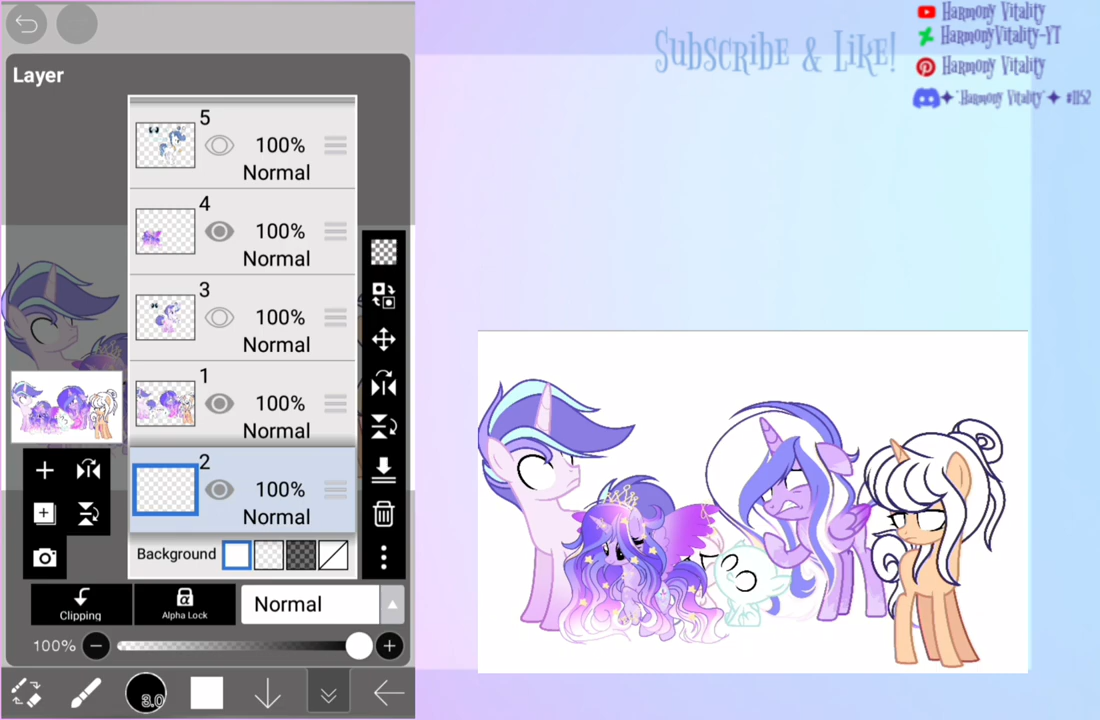 Layer
5
100%
Normal
4
100%
Normal
3
100%
Normal
1
100%
Normal
2
100%
Normal
Background
Clipping
α
Alpha Lock
Normal
100%
3.0
Subscribe & Like!
Harmony Vitality
HarmonyVitality-YT
Harmony Vitality
✦˚Harmony Vitality˚✦ #1152